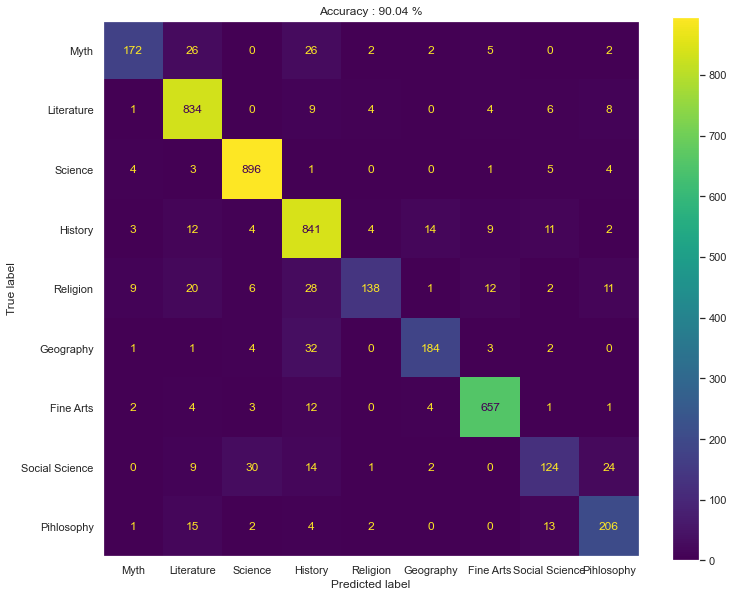 Accuracy : 90.04 %
Myth 172 26 0 26 2 2 5 0 2
Literature 1 834 0 9 4 0 4 6 8
Science 4 3 896 1 0 0 1 5 4
History 3 12 4 841 4 14 9 11 2
Religion 9 20 6 28 138 1 12 2 11
Geography 1 1 4 32 0 184 3 2 0
Fine Arts 2 4 3 12 0 4 657 1 1
Social Science 0 9 30 14 1 2 0 124 24
Pihlosophy 1 15 2 4 2 0 0 13 206
Myth Literature Science History Religion Geography Fine Arts Social Science Pihlosophy
Predicted label
True label
800
700
600
500
400
300
200
100
0